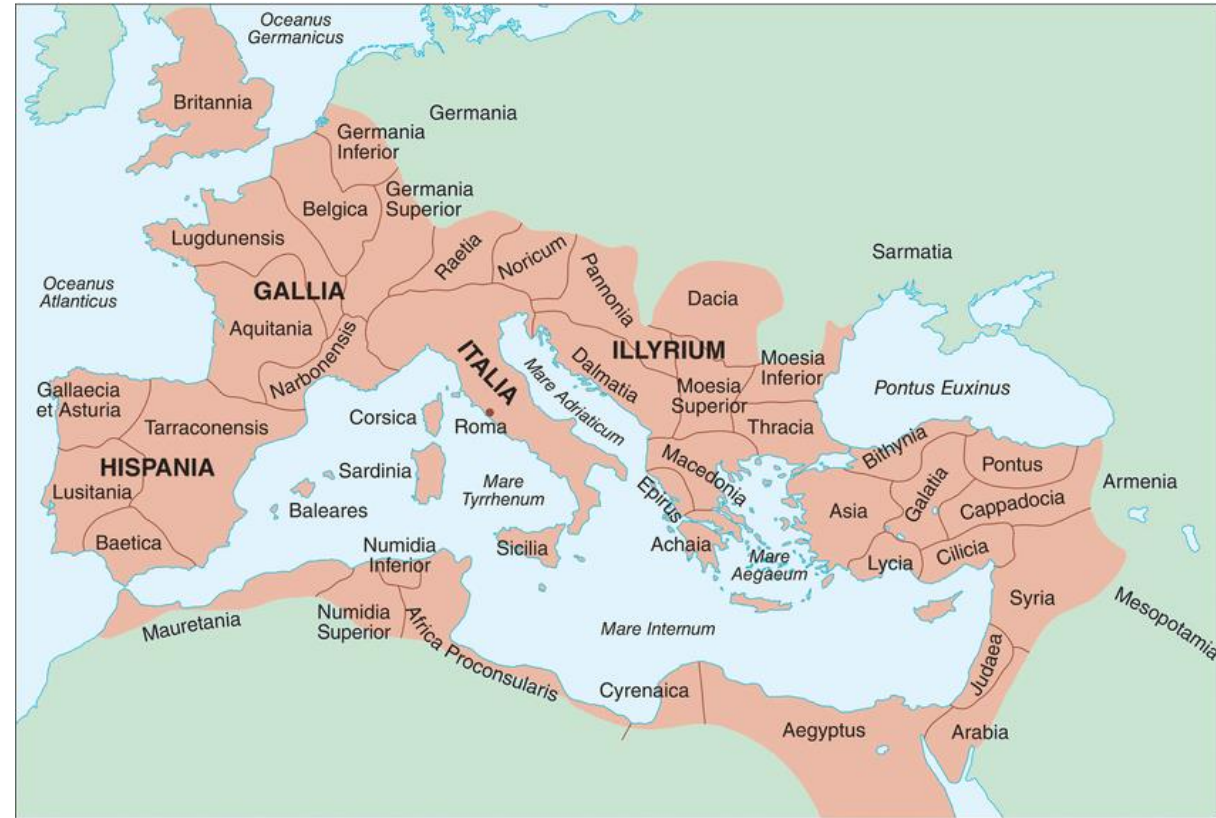 Oceanus
Germanicus
Britannia
Germania
Germania
Inferior
Germania
Superior
Belgica
Lugdunensis
Raetia
Noricum
Pannonia
Sarmatia
Oceanus
Atlanticus
GALLIA
Dacia
Aquitania
Narbonensis
ITALIA
Mare Adriaticum
Dalmatia
ILLYRIUM
Moesia
Inferior
Moesia
Superior
Pontus Euxinus
Gallaecia
et Asturia
Tarraconensis
Corsica
Roma
Thracia
Bithynia
HISPANIA
Sardinia
Mare
Tyrrhenum
Macedonia
Epirus
Galatia
Pontus
Armenia
Lusitania
Baleares
Asia
Cappadocia
Baetica
Numidia
Inferior
Sicilia
Achaia
Mare
Aegaeum
Lycia
Cilicia
Mauretania
Numidia
Superior
Africa Proconsularis
Mare Internum
Syria
Mesopotamia
Judaea
Cyrenaica
Aegyptus
Arabia